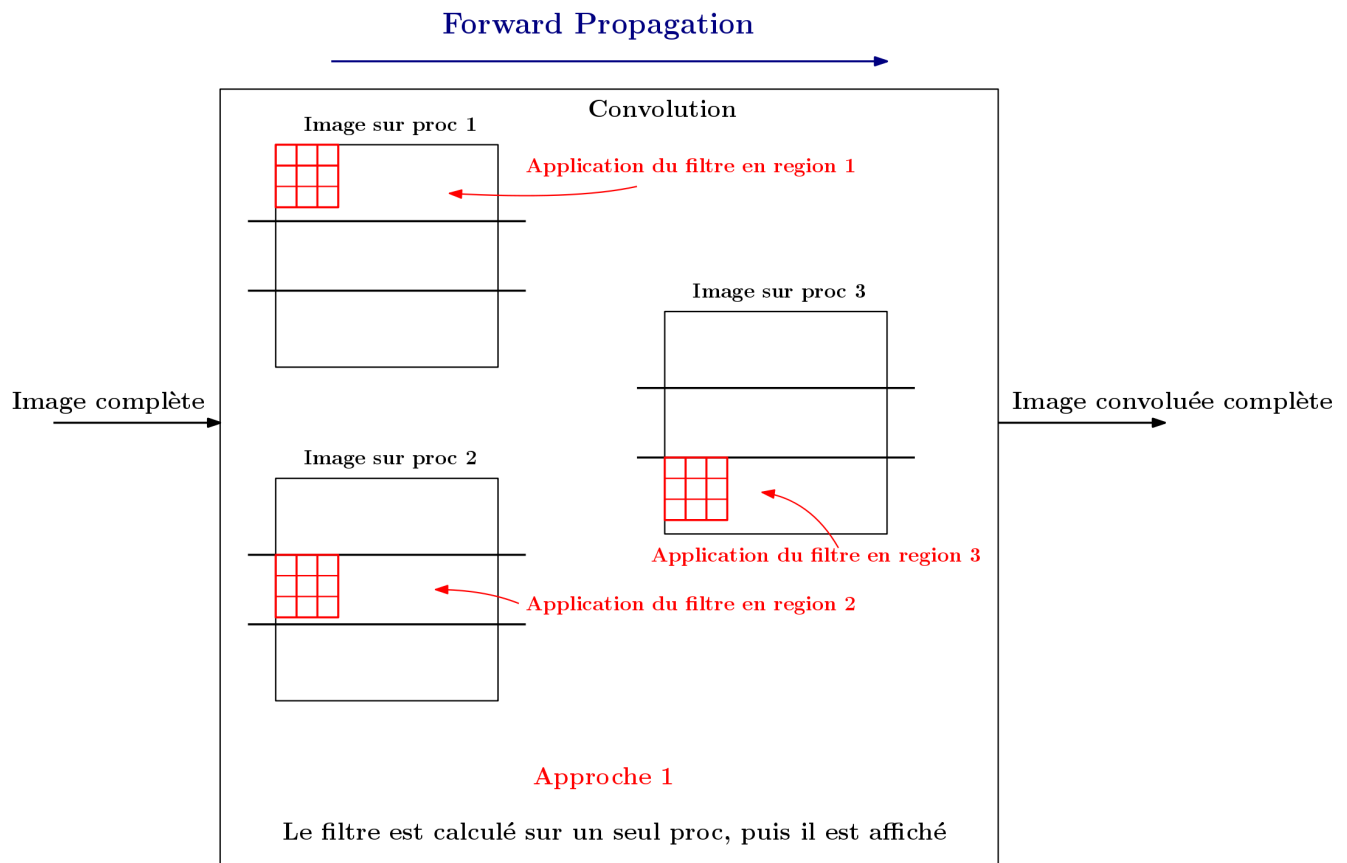 Forward Propagation
Convolution
Image sur proc 1
Application du filtre en region 1
Image sur proc 3
Image complète
Image convoluée complète
Image sur proc 2
Application du filtre en region 3
Application du filtre en region 2
Approche 1
Le filtre est calculé sur un seul proc, puis il est affiché